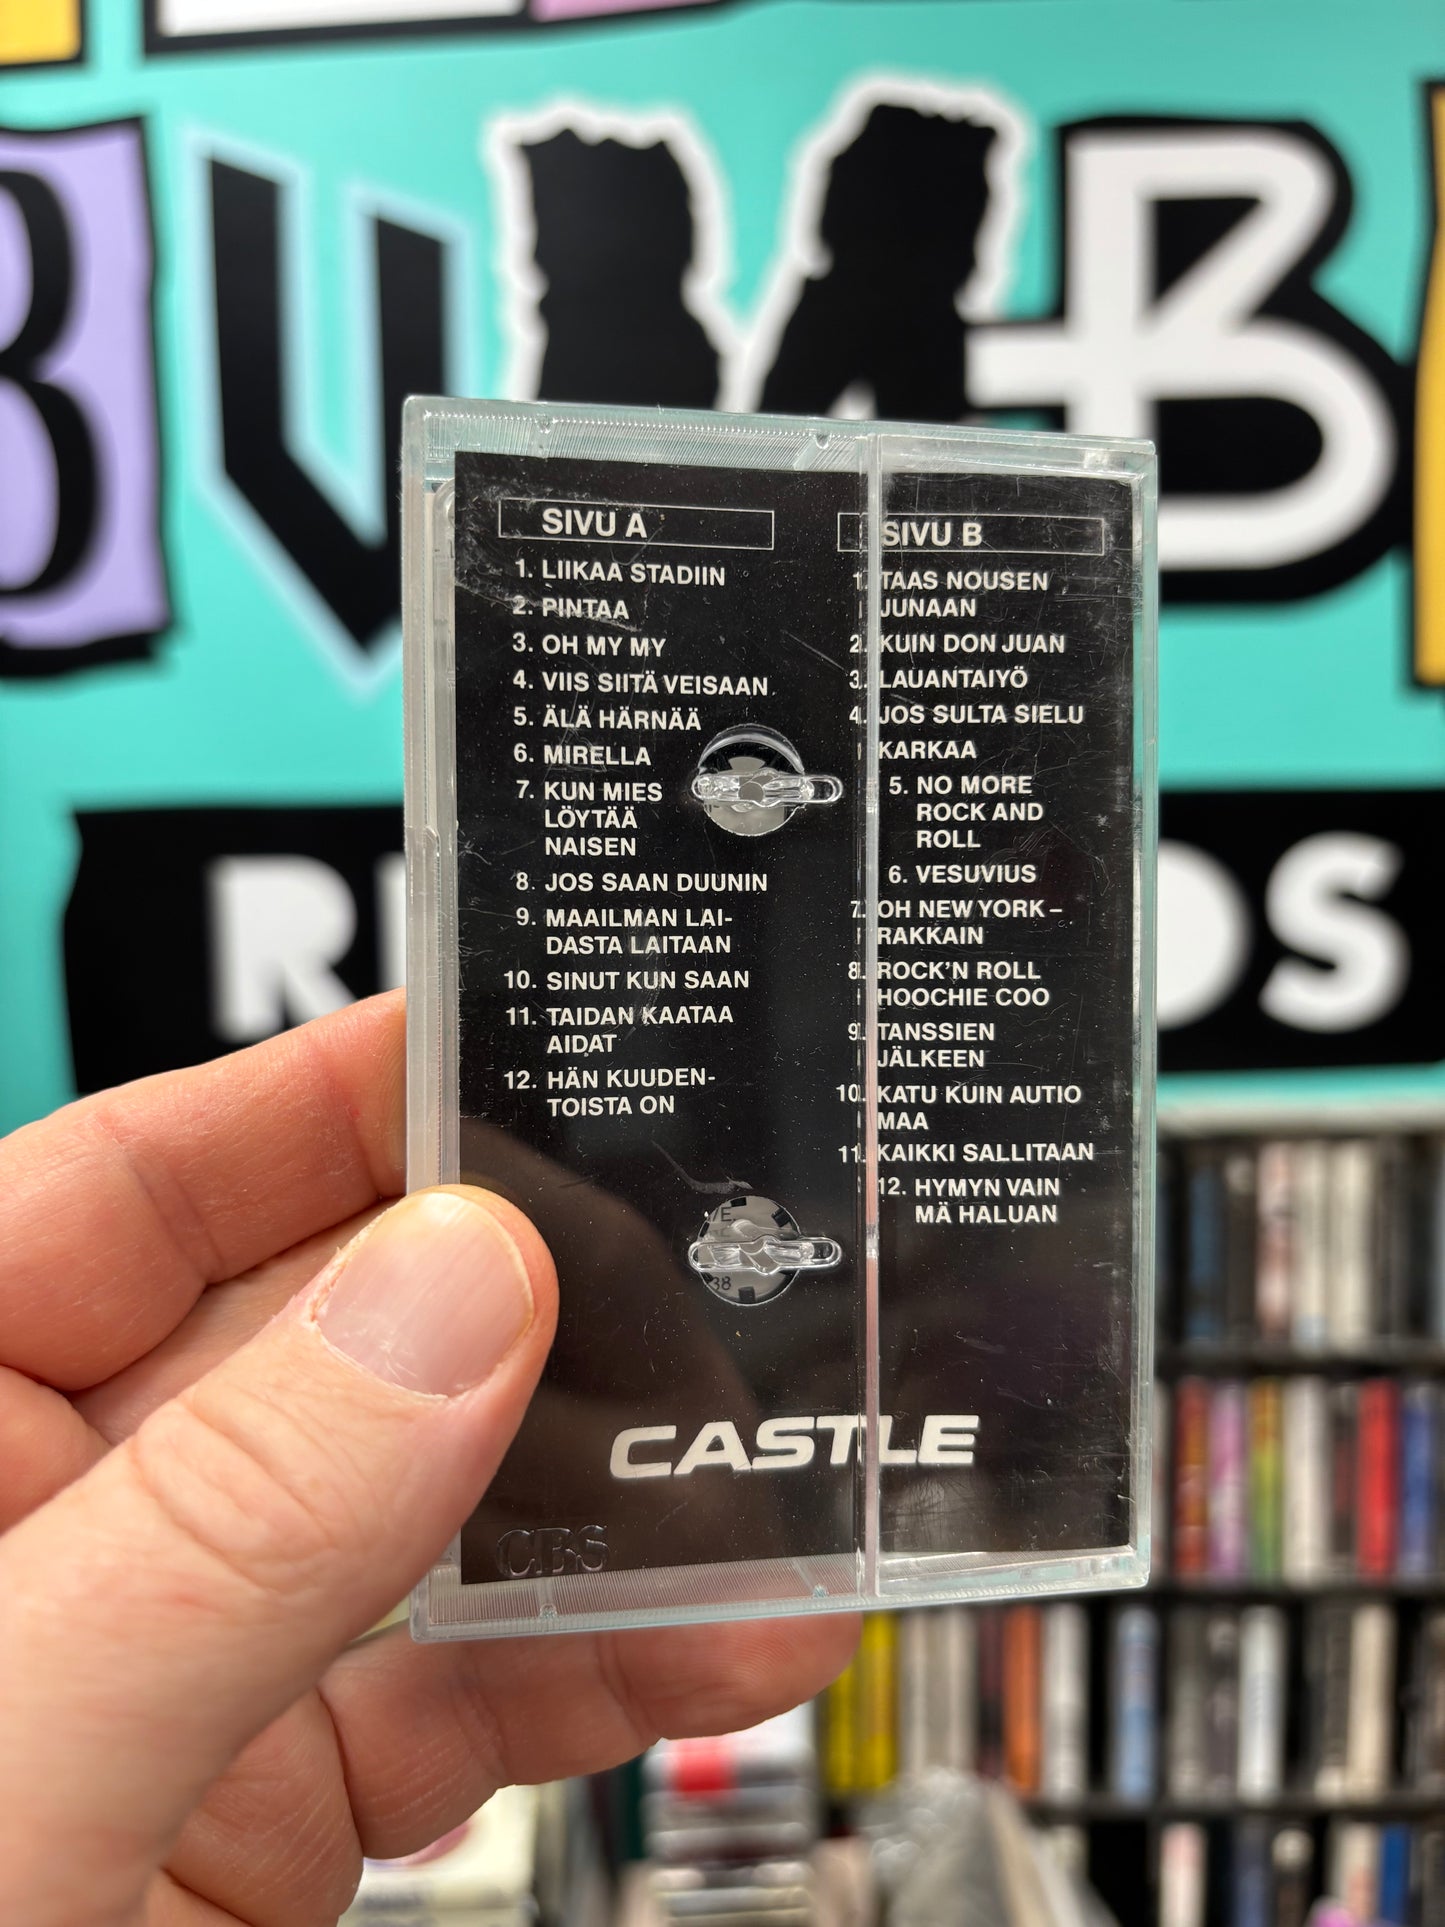 SIVU A
1. LIIKAA STADIIN
2. PINTAA
3. OH MY MY
4. VIIS SIITÄ VEISAAN
5. ÄLÄ HÄRNÄÄ
6. MIRELLA
7. KUN MIES
LÖYTÄÄ
NAISEN
8. JOS SAAN DUUNIN
9. MAAILMAN LAI-
DASTA LAITAAN
10. SINUT KUN SAAN
11. TAIDAN KAATAA
AIDAT
12. HÄN KUUDEN-
TOISTA ON
SIVU B
1. TAAS NOUSEN
JUNAAN
2. KUIN DON JUAN
3. LAUANTAIYÖ
4. JOS SULTA SIELU
KARKAA
5. NO MORE
ROCK AND
ROLL
6. VESUVIUS
7. OH NEW YORK –
RAKKAIN
8. ROCK'N ROLL
HOOCHIE COO
9. TANSSIEN
JÄLKEEN
10. KATU KUIN AUTIO
MAA
11. KAIKKI SALLITAAN
12. HYMYN VAIN
MÄ HALUAN
CASTLE
CBS